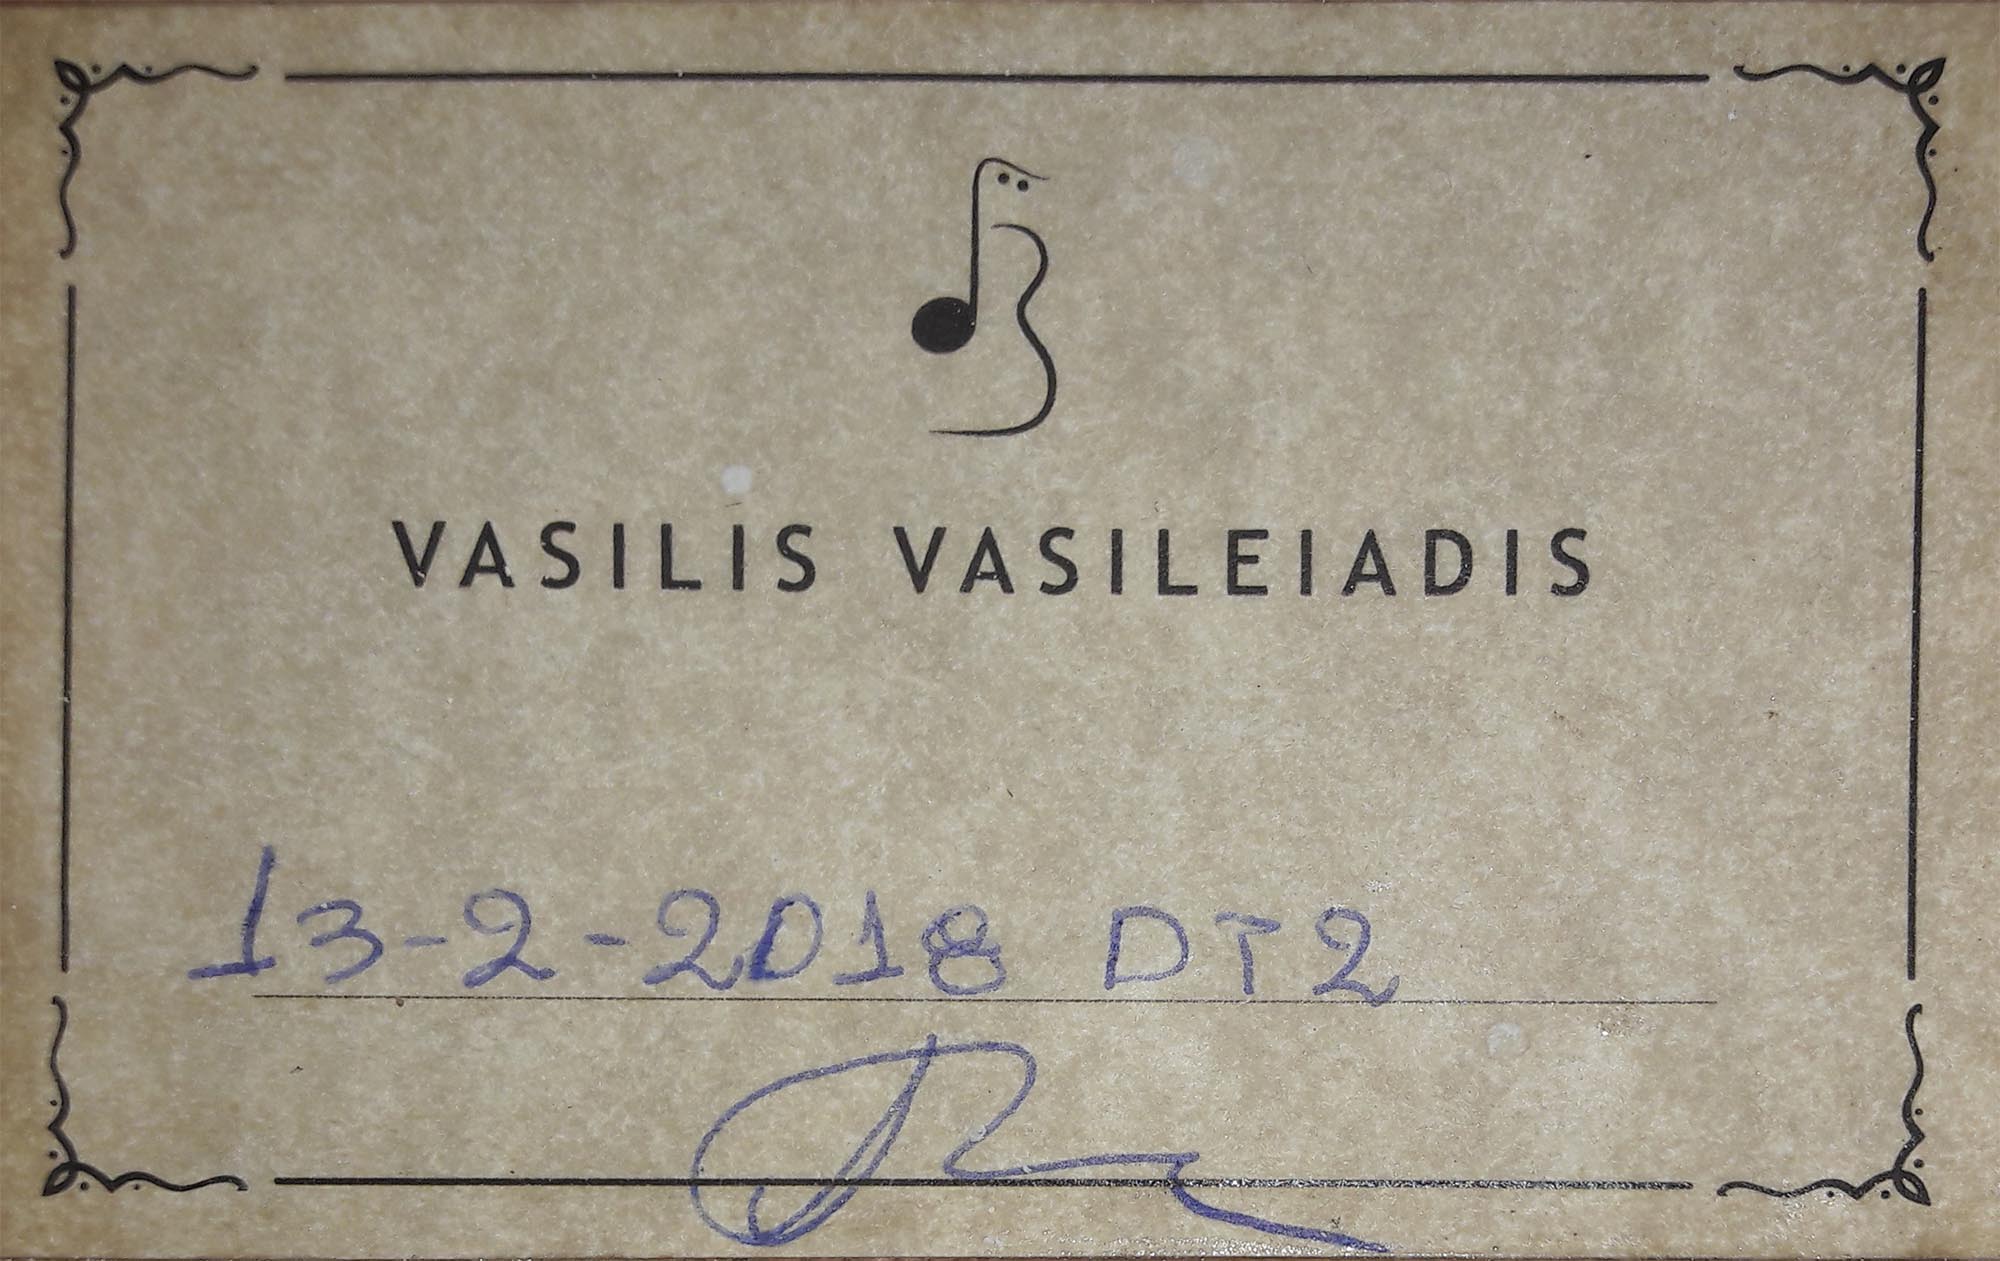 VASILIS VASILEIADIS
13-2-2018 DT2